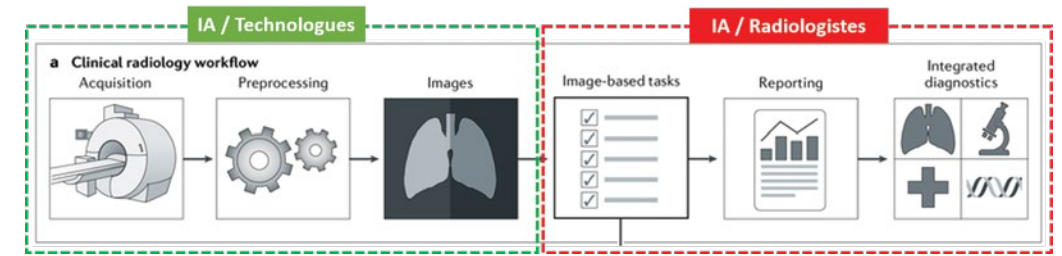 IA / Technologues
IA / Radiologistes
a Clinical radiology workflow
Acquisition
Preprocessing
Images
Image-based tasks
Reporting
Integrated
diagnostics